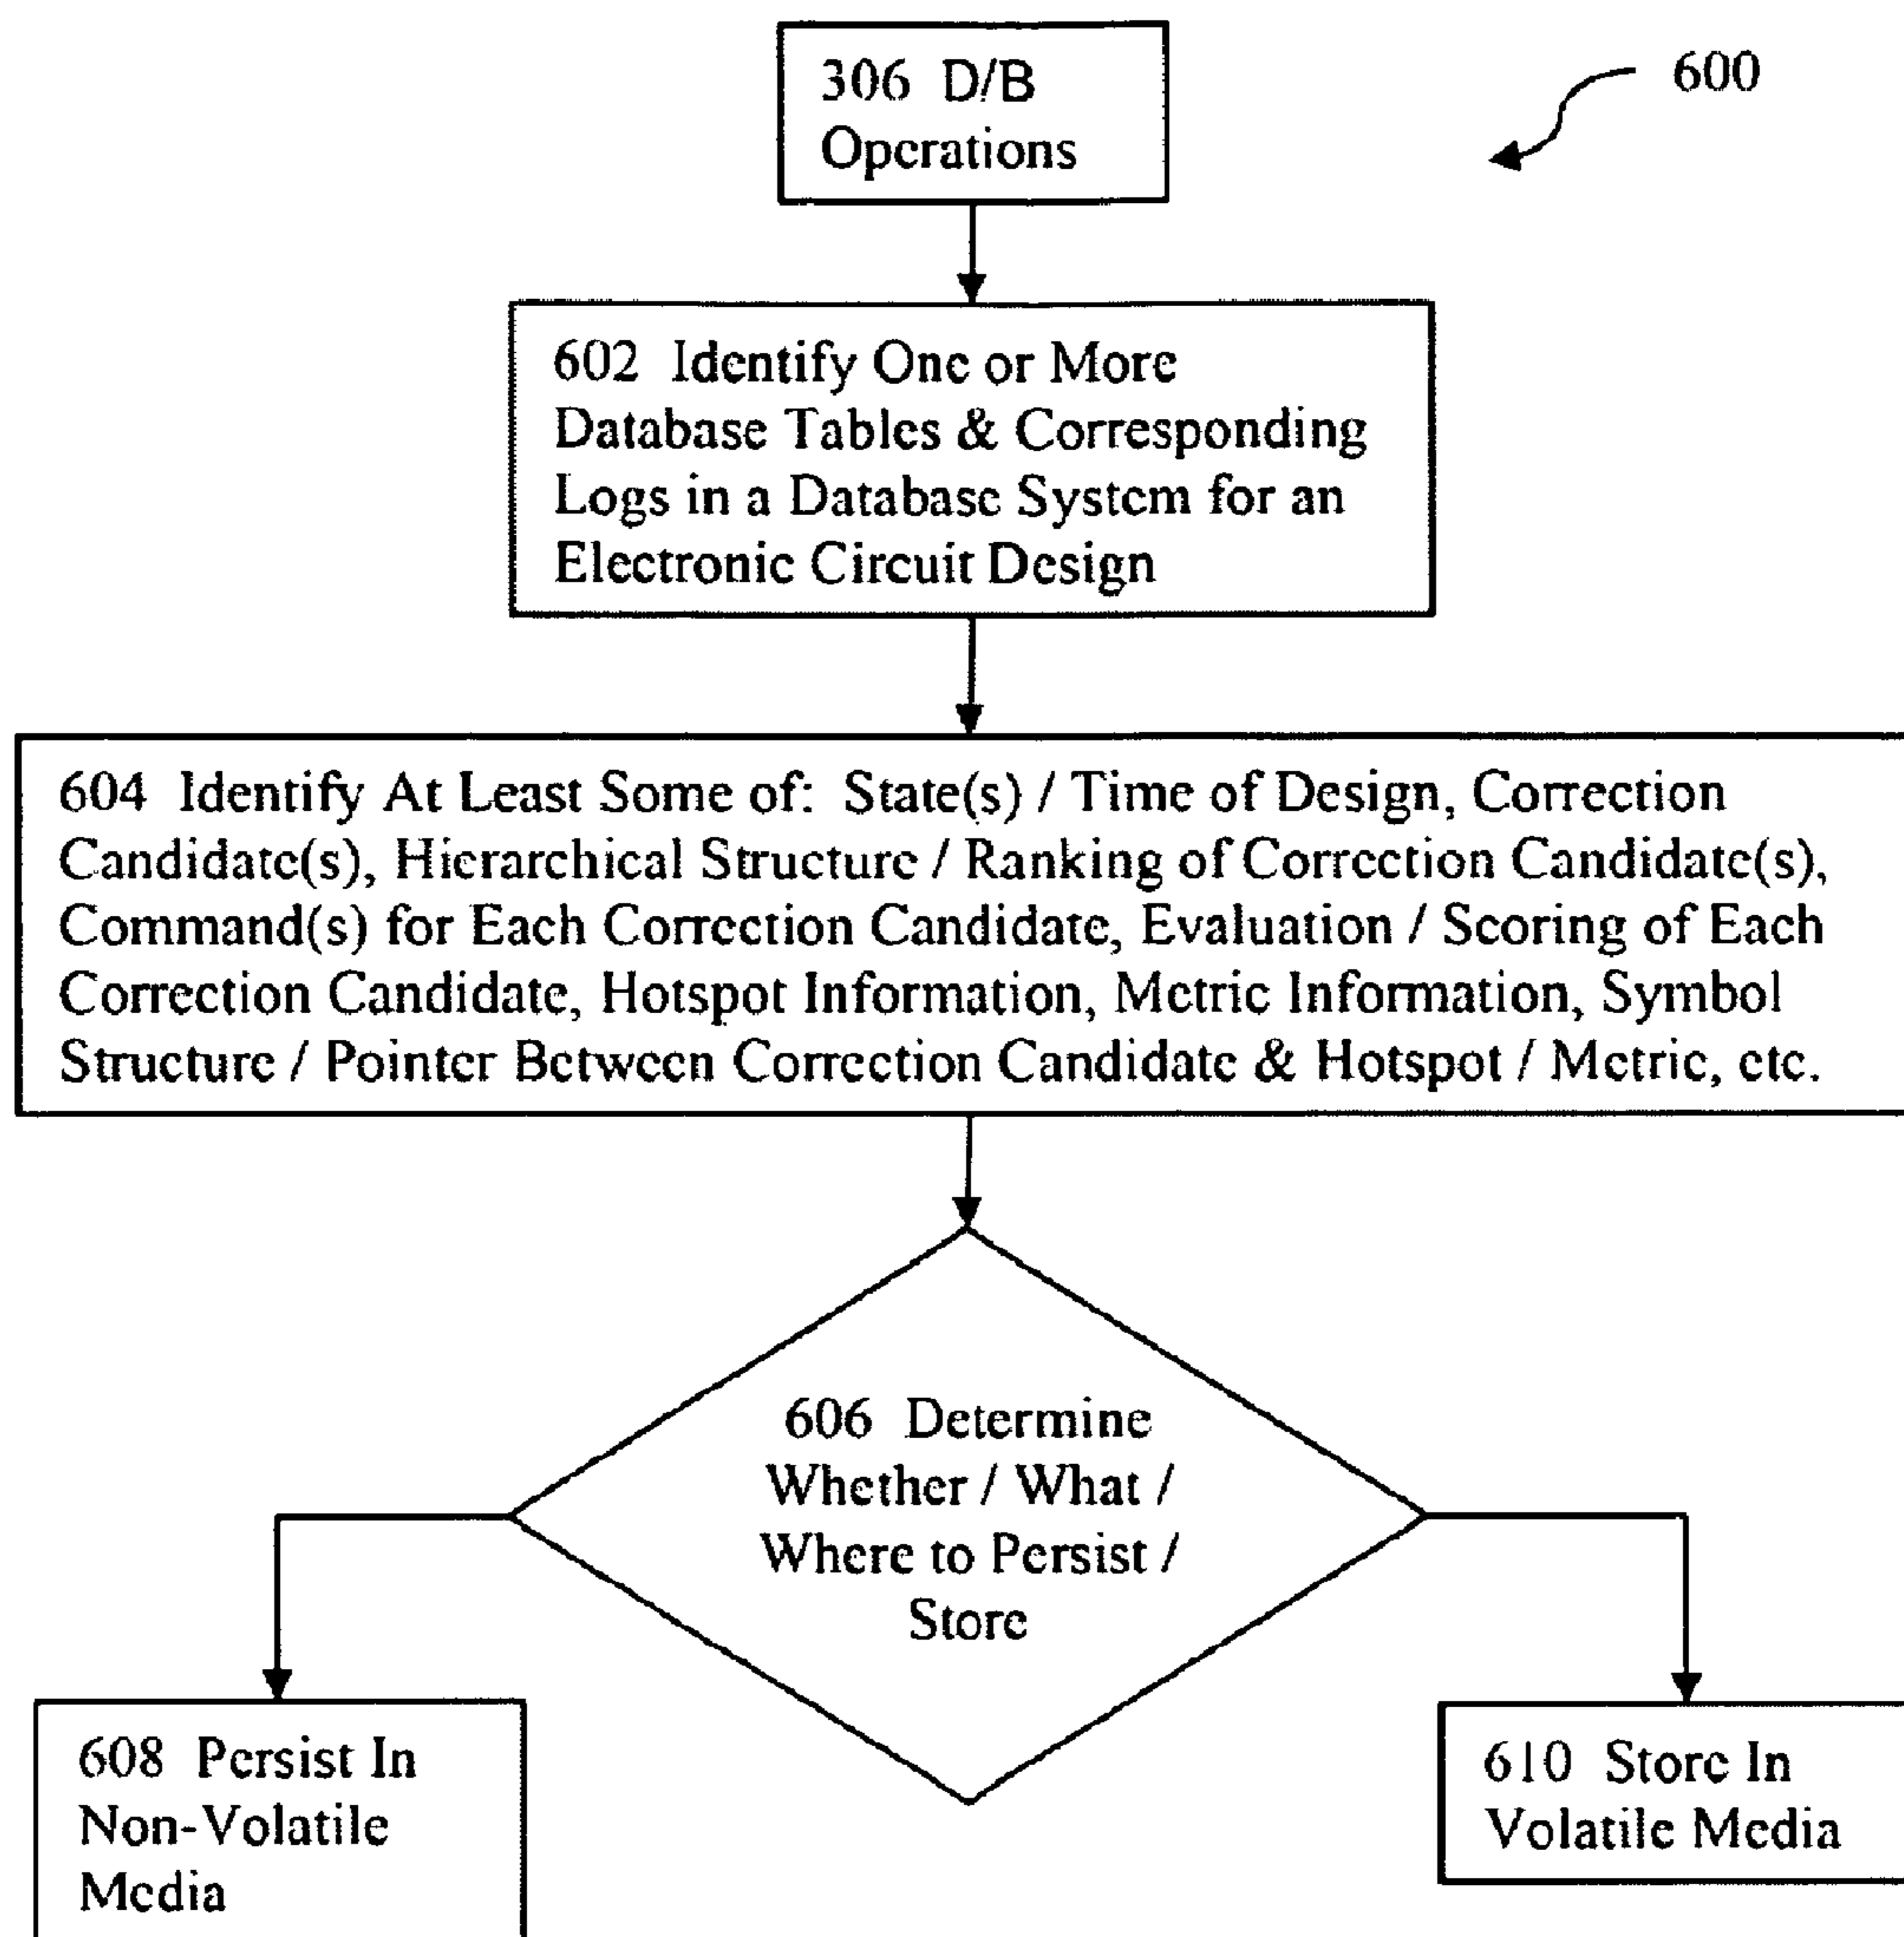 306 D/B
Operations
600
602 Identify One or More
Database Tables & Corresponding
Logs in a Database System for an
Electronic Circuit Design
604 Identify At Least Some of: State(s) / Time of Design, Correction
Candidate(s), Hierarchical Structure / Ranking of Correction Candidate(s),
Command(s) for Each Correction Candidate, Evaluation / Scoring of Each
Correction Candidate, Hotspot Information, Metric Information, Symbol
Structure / Pointer Between Correction Candidate & Hotspot / Metric, etc.
606 Determine
Whether / What /
Where to Persist /
Store
608 Persist In
Non-Volatile
Media
610 Store In
Volatile Media